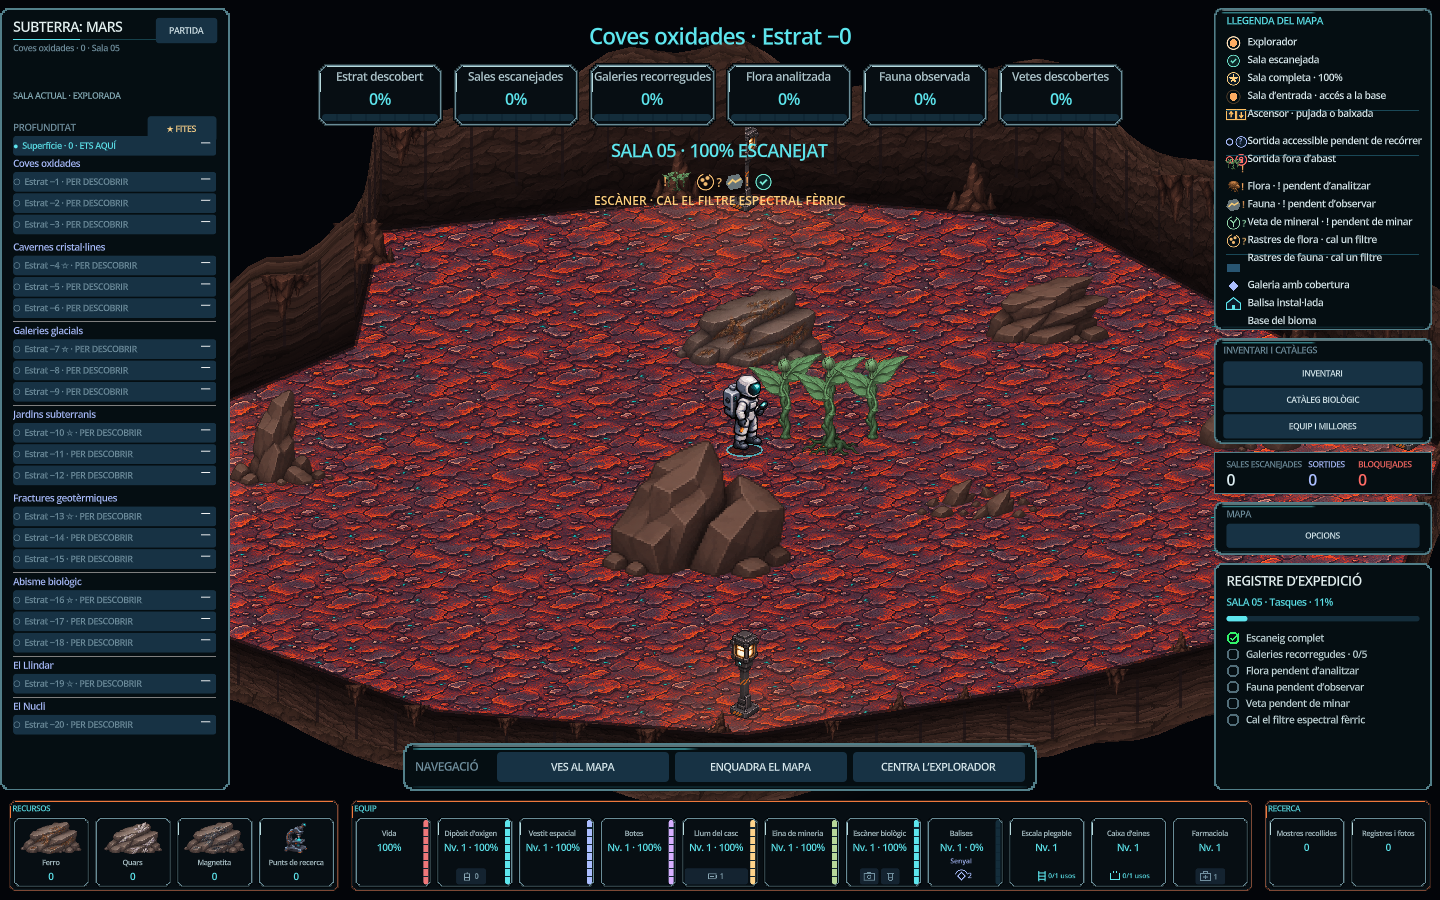 SUBTERRA: MARS
PARTIDA
Coves oxidades · 0 · Sala 05
SALA ACTUAL · EXPLORADA
PROFUNDITAT
★ FITES
Superfície · 0 · ETS AQUÍ
Coves oxidades
Estrat −1 · PER DESCOBRIR
Estrat −2 · PER DESCOBRIR
Estrat −3 · PER DESCOBRIR
Cavernes cristal·lines
Estrat −4 ☆ · PER DESCOBRIR
Estrat −5 · PER DESCOBRIR
Estrat −6 · PER DESCOBRIR
Galeries glacials
Estrat −7 ☆ · PER DESCOBRIR
Estrat −8 · PER DESCOBRIR
Estrat −9 · PER DESCOBRIR
Jardins subterranis
Estrat −10 ☆ · PER DESCOBRIR
Estrat −11 · PER DESCOBRIR
Estrat −12 · PER DESCOBRIR
Fractures geotèrmiques
Estrat −13 ☆ · PER DESCOBRIR
Estrat −14 · PER DESCOBRIR
Estrat −15 · PER DESCOBRIR
Abisme biològic
Estrat −16 ☆ · PER DESCOBRIR
Estrat −17 · PER DESCOBRIR
Estrat −18 · PER DESCOBRIR
El Llindar
Estrat −19 ☆ · PER DESCOBRIR
El Nucli
Estrat −20 · PER DESCOBRIR
Coves oxidades · Estrat −0
Estrat descobert
0%
Sales escanejades
0%
Galeries recorregudes
0%
Flora analitzada
0%
Fauna observada
0%
Vetes descobertes
0%
SALA 05 · 100% ESCANEJAT
! ? !
ESCÀNER · CAL EL FILTRE ESPECTRAL FÈRRIC
NAVEGACIÓ
VES AL MAPA
ENQUADRA EL MAPA
CENTRA L’EXPLORADOR
LLEGENDA DEL MAPA
Explorador
Sala escanejada
Sala completa · 100%
Sala d’entrada · accés a la base
Ascensor · pujada o baixada
Sortida accessible pendent de recórrer
Sortida fora d’abast
Flora · ! pendent d’analitzar
Fauna · ! pendent d’observar
Veta de mineral · ! pendent de minar
Rastres de flora · cal un filtre
Rastres de fauna · cal un filtre
Galeria amb cobertura
Balisa instal·lada
Base del bioma
INVENTARI I CATÀLEGS
INVENTARI
CATÀLEG BIOLÒGIC
EQUIP I MILLORES
SALES ESCANEJADES SORTIDES BLOQUEJADES
0 0 0
MAPA
OPCIONS
REGISTRE D’EXPEDICIÓ
SALA 05 · Tasques · 11%
Escaneig complet
Galeries recorregudes · 0/5
Flora pendent d’analitzar
Fauna pendent d’observar
Veta pendent de minar
Cal el filtre espectral fèrric
RECURSOS
Ferro
0
Quars
0
Magnetita
0
Punts de recerca
0
EQUIP
Vida
100%
Dipòsit d’oxigen
Nv. 1 · 100%
0
Vestit espacial
Nv. 1 · 100%
Botes
Nv. 1 · 100%
Llum del casc
Nv. 1 · 100%
1
Eina de mineria
Nv. 1 · 100%
Escàner biològic
Nv. 1 · 100%
Balises
Nv. 1 · 0%
Senyal
2
Escala plegable
Nv. 1
0/1 usos
Caixa d’eines
Nv. 1
0/1 usos
Farmaciola
Nv. 1
1
RECERCA
Mostres recollides
0
Registres i fotos
0